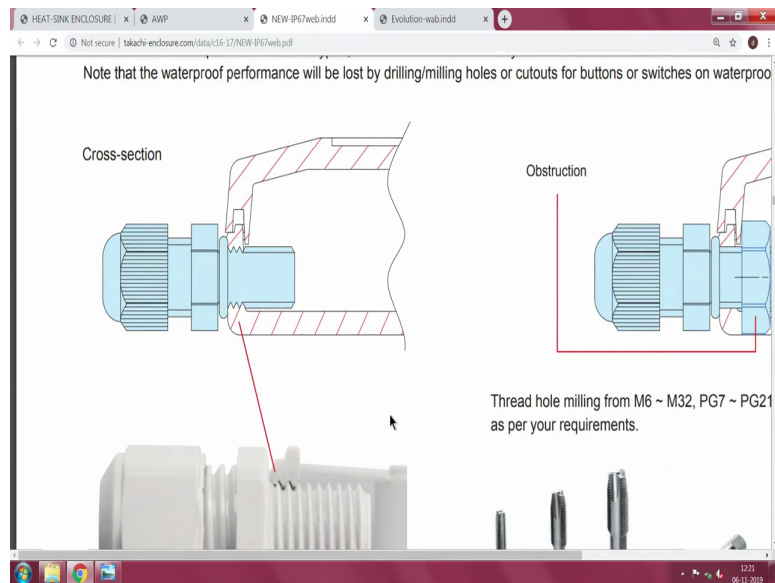 HEAT-SINK ENCLOSURE |
AWP
NEW-IP67web.indd
Evolution-wab.indd
Not secure | takachi-enclosure.com/data/c16-17/NEW-IP67web.pdf
Note that the waterproof performance will be lost by drilling/milling holes or cutouts for buttons or switches on waterproo
Cross-section
Obstruction
Thread hole milling from M6 ~ M32, PG7 ~ PG21
as per your requirements.
12:21
06-11-2019